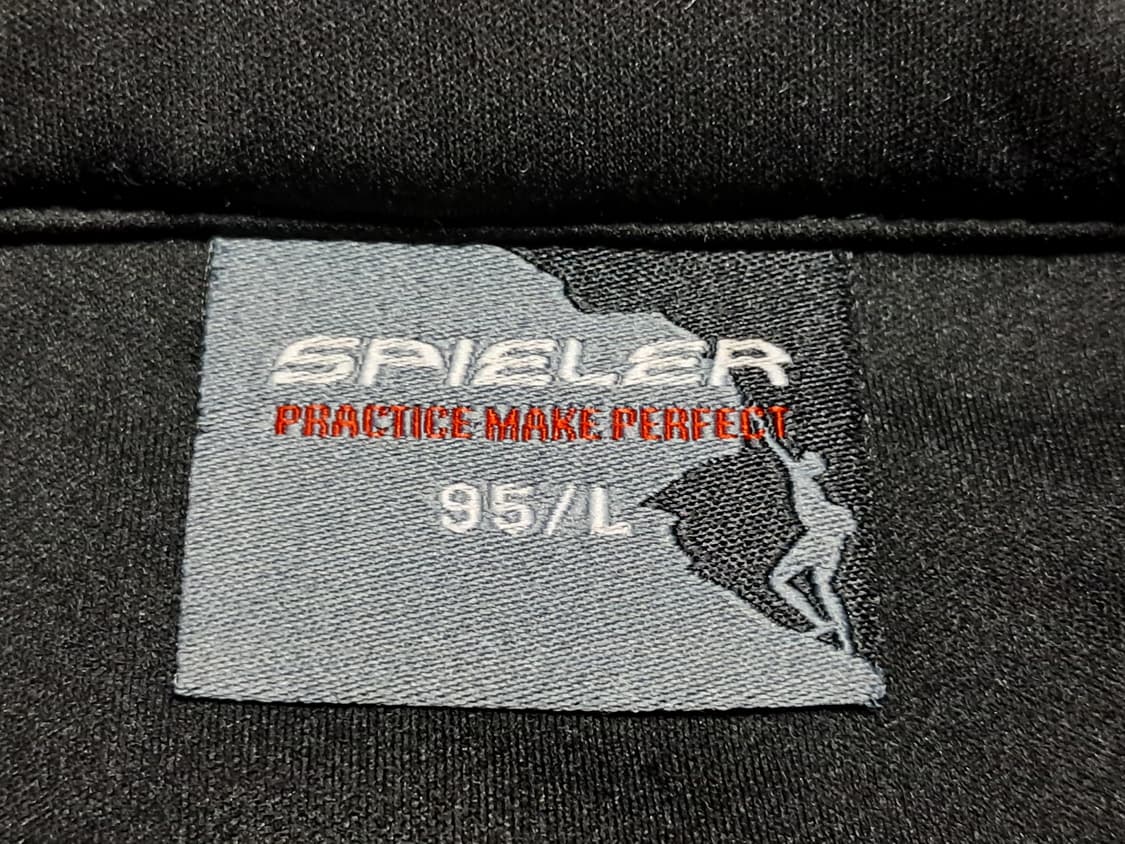 SPIELER
PRACTICE MAKE PERFECT
95/L